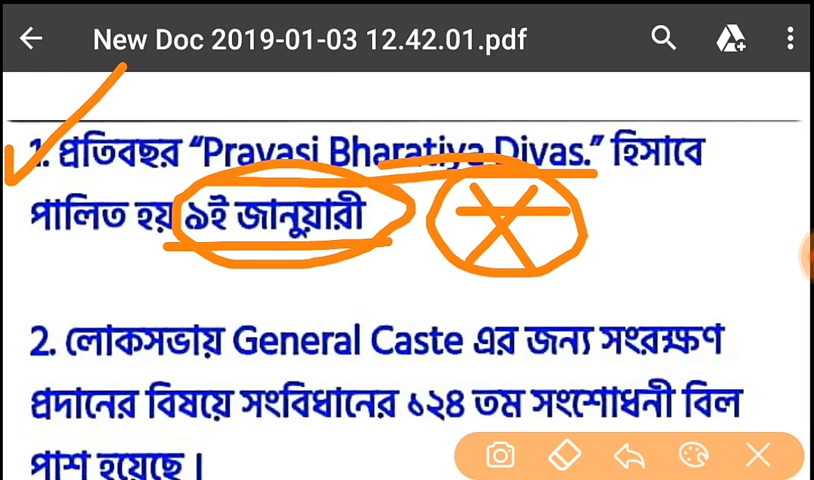 New Doc 2019-01-03 12.42.01.pdf
1. প্রতিবছর “Pravasi Bharatiya Divas.” হিসাবে
পালিত হয় ৯ই জানুয়ারী
2. লোকসভায় General Caste এর জন্য সংরক্ষণ
প্রদানের বিষয়ে সংবিধানের ১২৪ তম সংশোধনী বিল
পাশ হয়েছে।